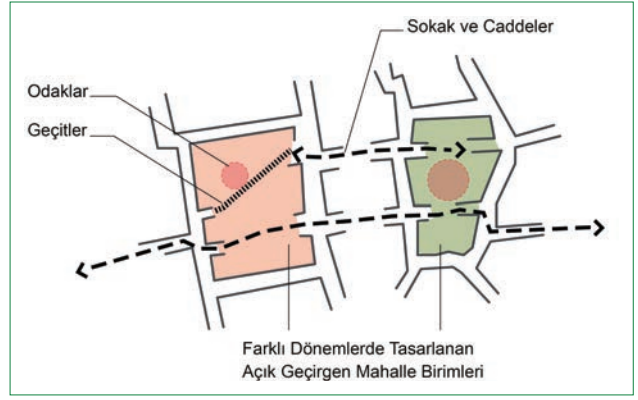 Sokak ve Caddeler
Odaklar
Geçitler
Farklı Dönemlerde Tasarlanan
Açık Geçirgen Mahalle Birimleri